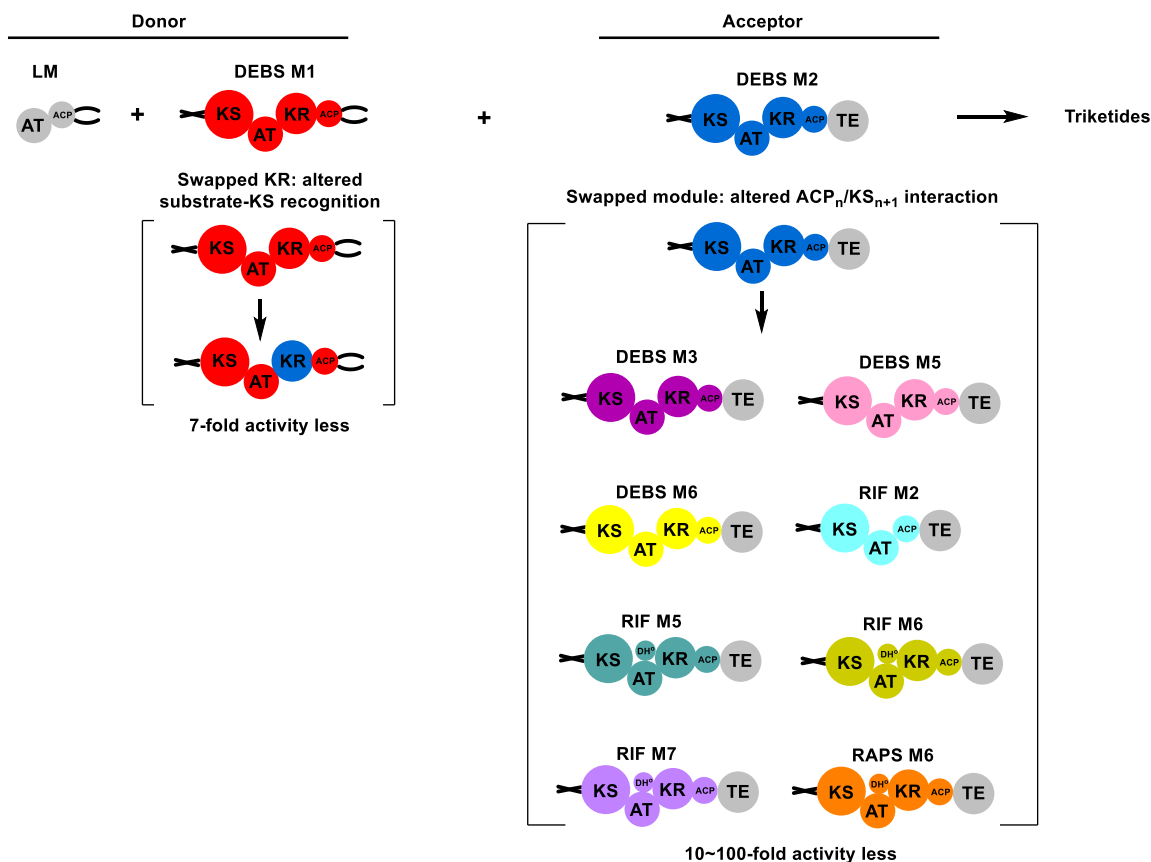 Donor
Acceptor
LM
DEBS M1
DEBS M2
AT ACP
+
KS AT KR ACP
+
KS AT KR ACP TE
Triketides
Swapped KR: altered
substrate-KS recognition
Swapped module: altered ACPn/KSn+1 interaction
KS AT KR ACP
KS AT KR ACP TE
KS AT KR ACP
7-fold activity less
DEBS M3
DEBS M5
KS AT KR ACP TE
KS AT KR ACP TE
DEBS M6
RIF M2
KS AT KR ACP TE
KS AT ACP TE
RIF M5
RIF M6
KS DHº AT KR ACP TE
KS DHº AT KR ACP TE
RIF M7
RAPS M6
KS DHº AT KR ACP TE
KS DHº AT KR ACP TE
10~100-fold activity less